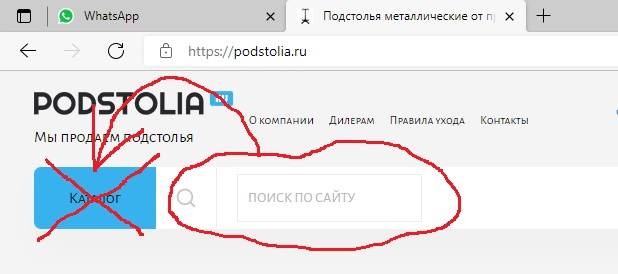 WhatsApp
Подстолья металлические от п
https://podstolia.ru
PODSTOLIA RU
О компании Дилерам Правила ухода Контакты
Мы продаем подстолья
Каталог
ПОИСК ПО САЙТУ